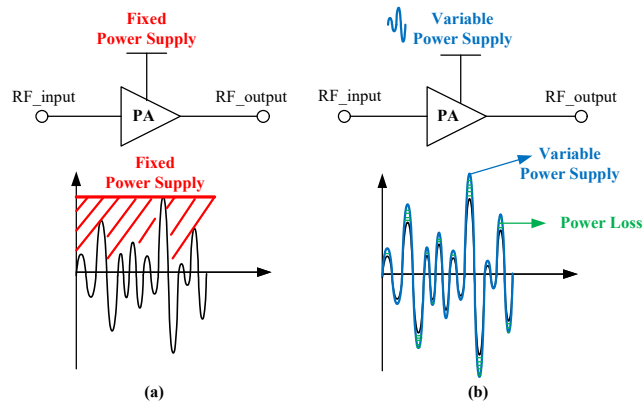 Fixed
Power Supply
RF_input
PA
RF_output
Fixed
Power Supply
(a)
Variable
Power Supply
RF_input
PA
RF_output
Variable
Power Supply
Power Loss
(b)